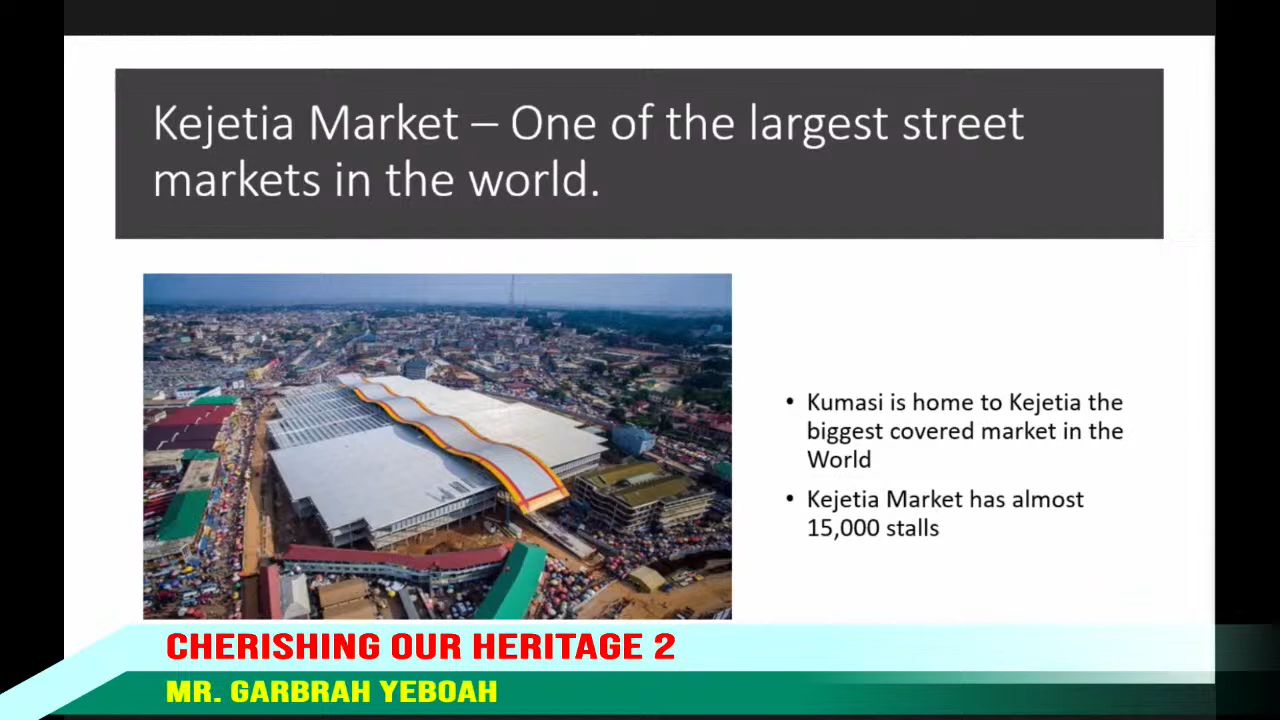 Kejetia Market – One of the largest street
markets in the world.
• Kumasi is home to Kejetia the
biggest covered market in the
World
• Kejetia Market has almost
15,000 stalls
CHERISHING OUR HERITAGE 2
MR. GARBRAH YEBOAH